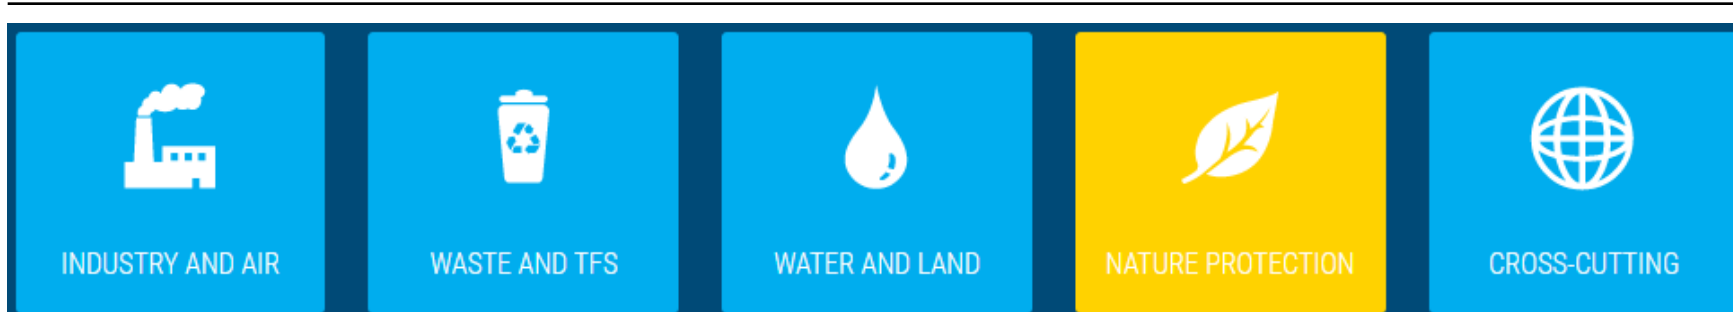 INDUSTRY AND AIR
WASTE AND TFS
WATER AND LAND
NATURE PROTECTION
CROSS-CUTTING